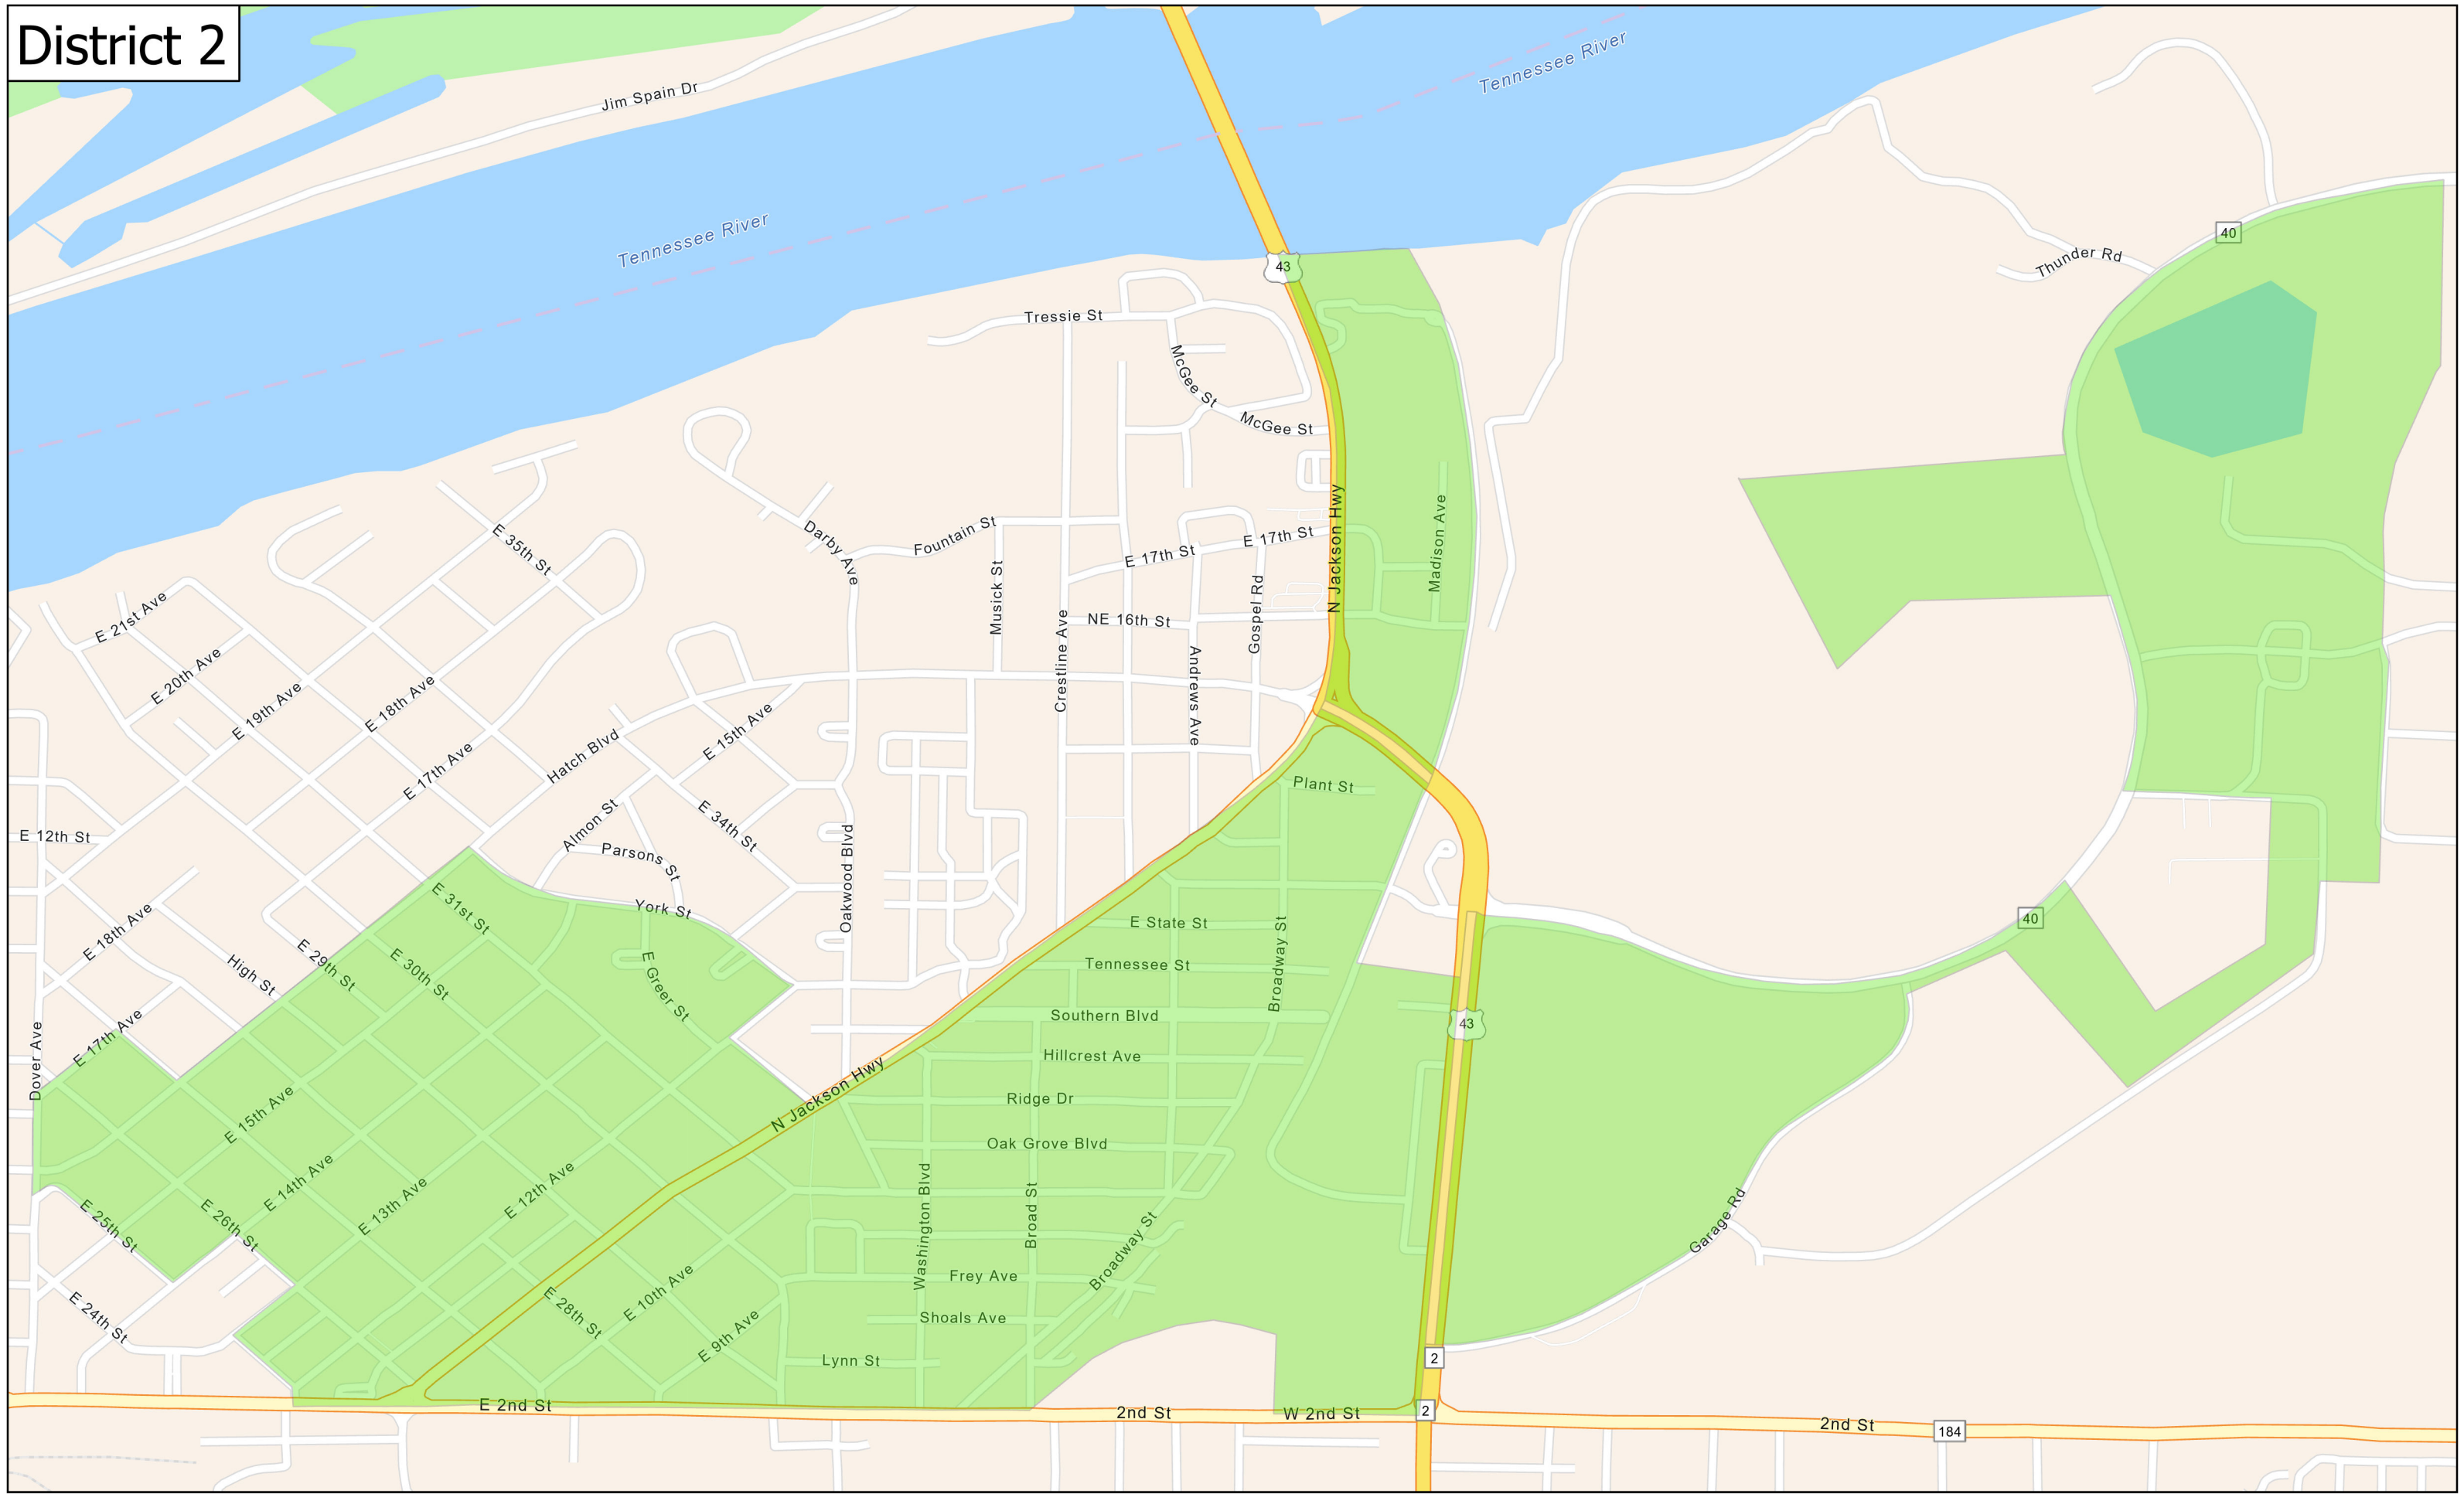 District 2
Tennessee River
Jim Spain Dr
Tennessee River
40
Thunder Rd
43
Tressie St
McGee St
McGee St
N Jackson Hwy
Madison Ave
E 35th St
Darby Ave
Fountain St
E 17th St
E 17th St
Musick St
Gospel Rd
NE 16th St
Crestline Ave
Andrews Ave
E 21st Ave
E 20th Ave
E 19th Ave
E 18th Ave
E 17th Ave
Hatch Blvd
E 15th Ave
Plant St
E 12th St
Almon St
E 34th St
Parsons St
Oakwood Blvd
E 31st St
York St
E State St
Broadway St
40
E 18th Ave
High St
E 29th St
E 30th St
E Greer St
Tennessee St
Southern Blvd
43
E 17th Ave
Dover Ave
Hillcrest Ave
N Jackson Hwy
Ridge Dr
E 15th Ave
Oak Grove Blvd
E 14th Ave
E 13th Ave
E 12th Ave
Washington Blvd
Broad St
Broadway St
Garage Rd
E 25th St
E 26th St
Frey Ave
E 10th Ave
E 28th St
E 24th St
E 9th Ave
Shoals Ave
Lynn St
2
E 2nd St
2nd St
W 2nd St
2
2nd St
184